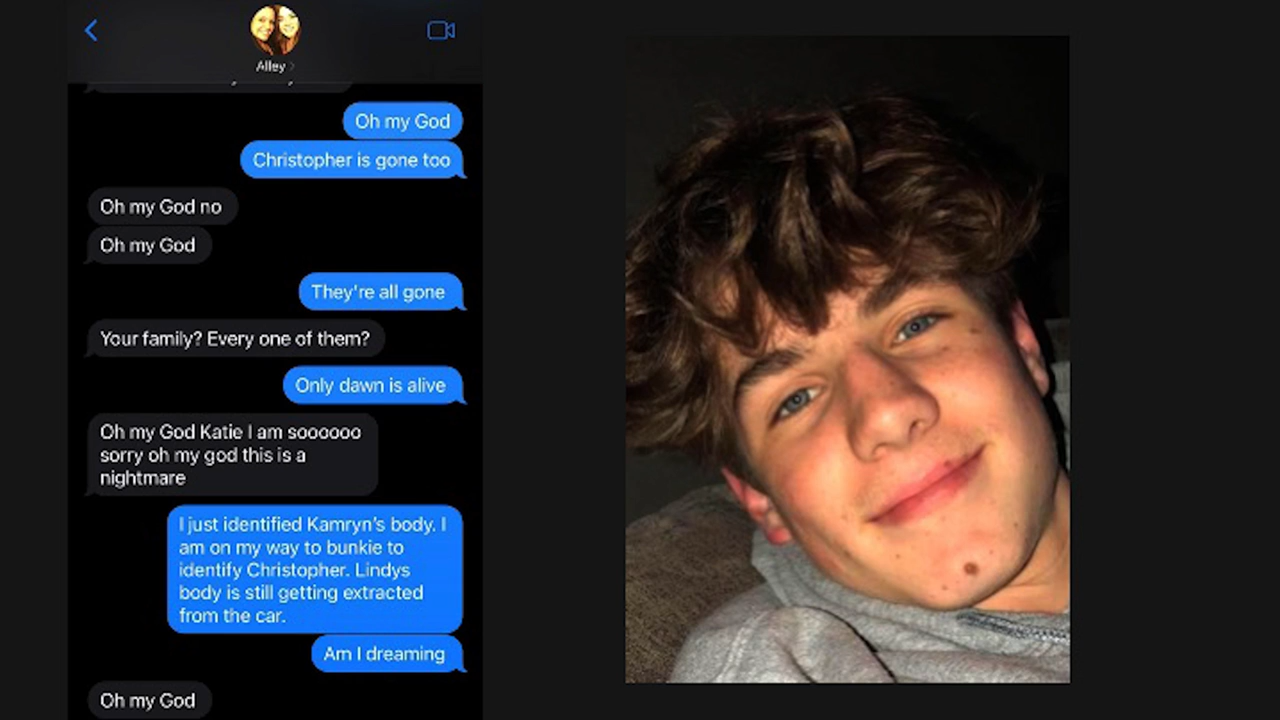 Alley
Oh my God
Christopher is gone too
Oh my God no
Oh my God
They're all gone
Your family? Every one of them?
Only dawn is alive
Oh my God Katie I am soooooo
sorry oh my god this is a
nightmare
I just identified Kamryn's body. I
am on my way to bunkie to
identify Christopher. Lindys
body is still getting extracted
from the car.
Am I dreaming
Oh my God